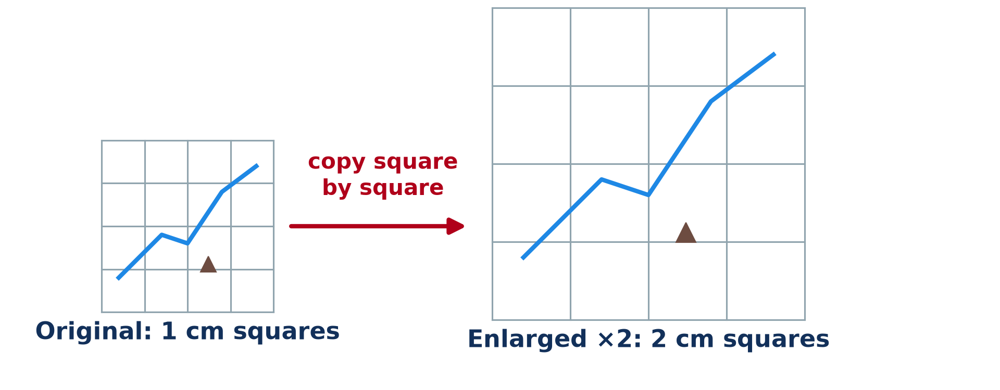 copy square
by square
Original: 1 cm squares
Enlarged ×2: 2 cm squares